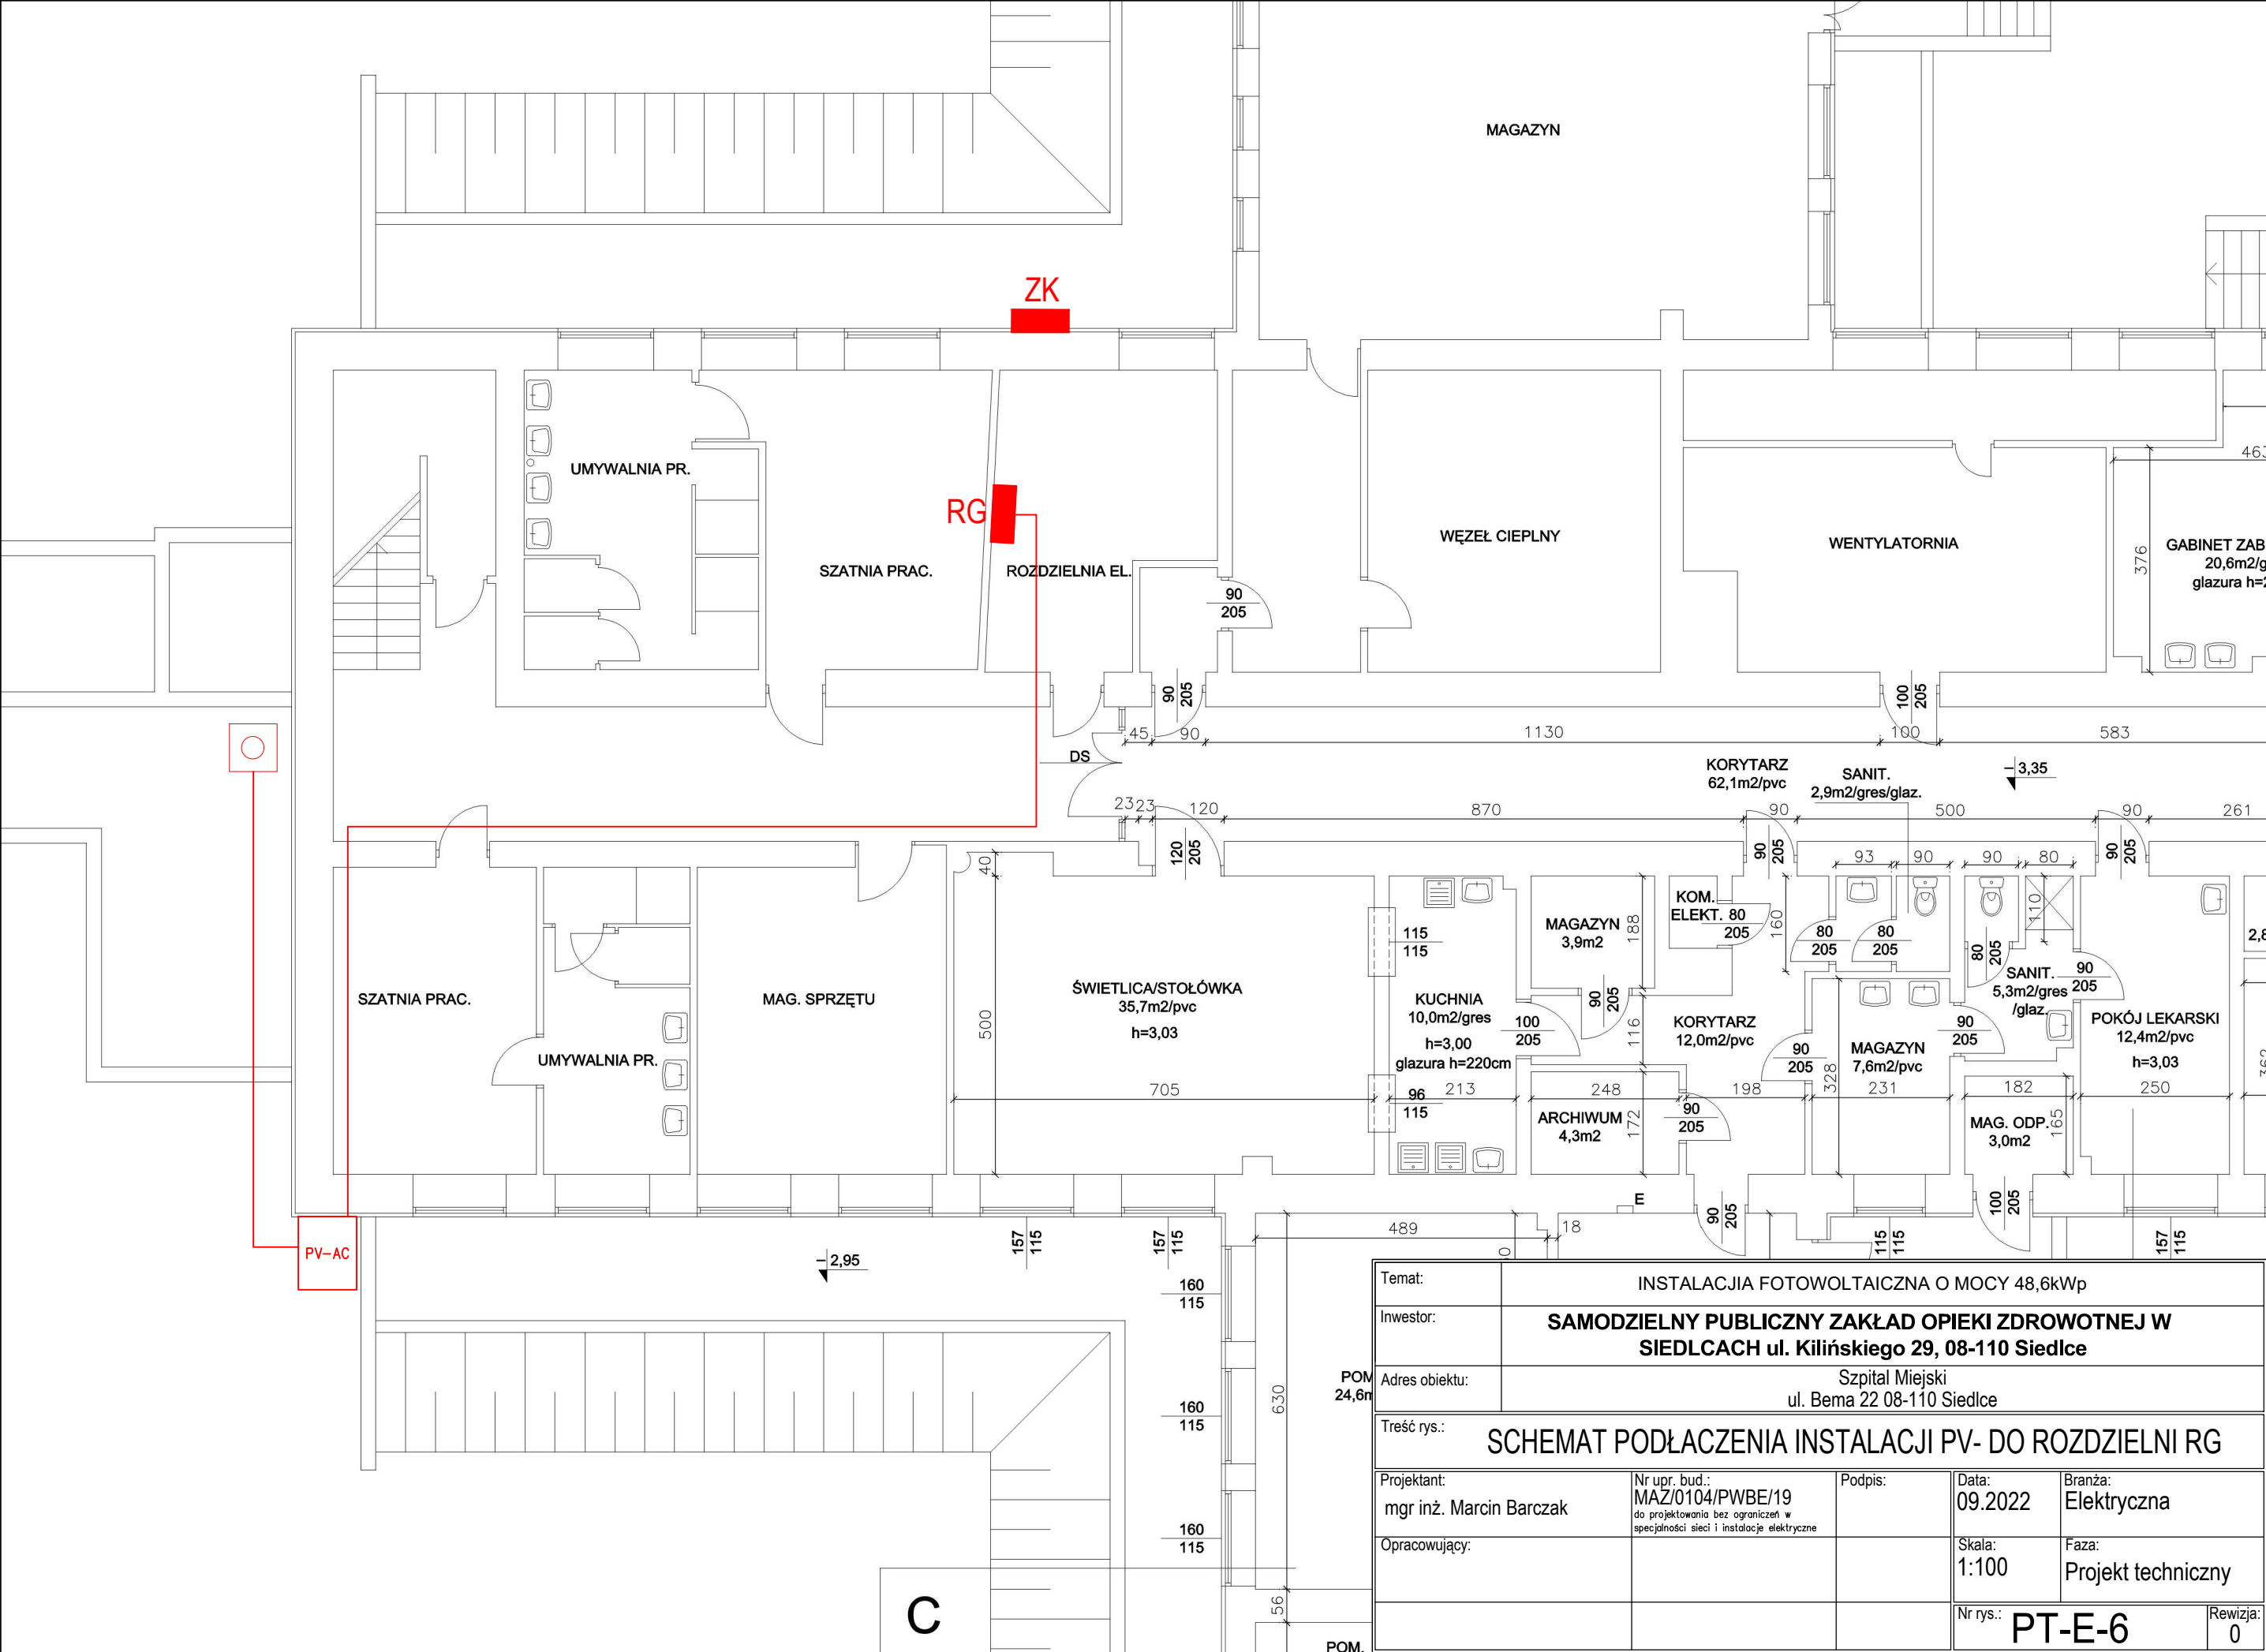 MAGAZYN
ZK
UMYWALNIA PR.
RG
SZATNIA PRAC.
ROZDZIELNIA EL.
90
205
WĘZEŁ CIEPLNY
WENTYLATORNIA
463
376
GABINET ZAB
20,6m2/g
glazura h=2
90
205
100
205
45
90
1130
100
583
DS
KORYTARZ
62,1m2/pvc
SANIT.
2,9m2/gres/glaz.
3,35
23
23
120
870
90
500
90
261
120
205
90
205
90
205
40
93
90
90
80
SZATNIA PRAC.
UMYWALNIA PR.
MAG. SPRZĘTU
500
ŚWIETLICA/STOŁÓWKA
35,7m2/pvc
h=3,03
705
115
115
KUCHNIA
10,0m2/gres
h=3,00
glazura h=220cm
96
115
213
100
205
MAGAZYN
3,9m2
188
90
205
116
KOM.
ELEKT.
80
205
160
80
205
80
205
110
80
205
SANIT.
5,3m2/gres
/glaz.
90
205
2,8
KORYTARZ
12,0m2/pvc
90
205
MAGAZYN
7,6m2/pvc
90
205
328
231
POKÓJ LEKARSKI
12,4m2/pvc
h=3,03
250
362
248
ARCHIWUM
4,3m2
172
90
205
198
182
MAG. ODP.
3,0m2
165
PV-AC
2,95
157
115
157
115
160
115
160
115
160
115
489
18
E
90
205
115
115
100
205
157
115
630
56
POM
24,6m
POM.
C
Temat:
INSTALACJIA FOTOWOLTAICZNA O MOCY 48,6kWp
Inwestor:
SAMODZIELNY PUBLICZNY ZAKŁAD OPIEKI ZDROWOTNEJ W
SIEDLCACH ul. Kilińskiego 29, 08-110 Siedlce
Adres obiektu:
Szpital Miejski
ul. Bema 22 08-110 Siedlce
Treść rys.:
SCHEMAT PODŁACZENIA INSTALACJI PV- DO ROZDZIELNI RG
Projektant:
mgr inż. Marcin Barczak
Nr upr. bud.:
MAZ/0104/PWBE/19
do projektowania bez ograniczeń w
specjalności sieci i instalacje elektryczne
Podpis:
Data:
09.2022
Branża:
Elektryczna
Opracowujący:
Skala:
1:100
Faza:
Projekt techniczny
Nr rys.:
PT-E-6
Rewizja:
0